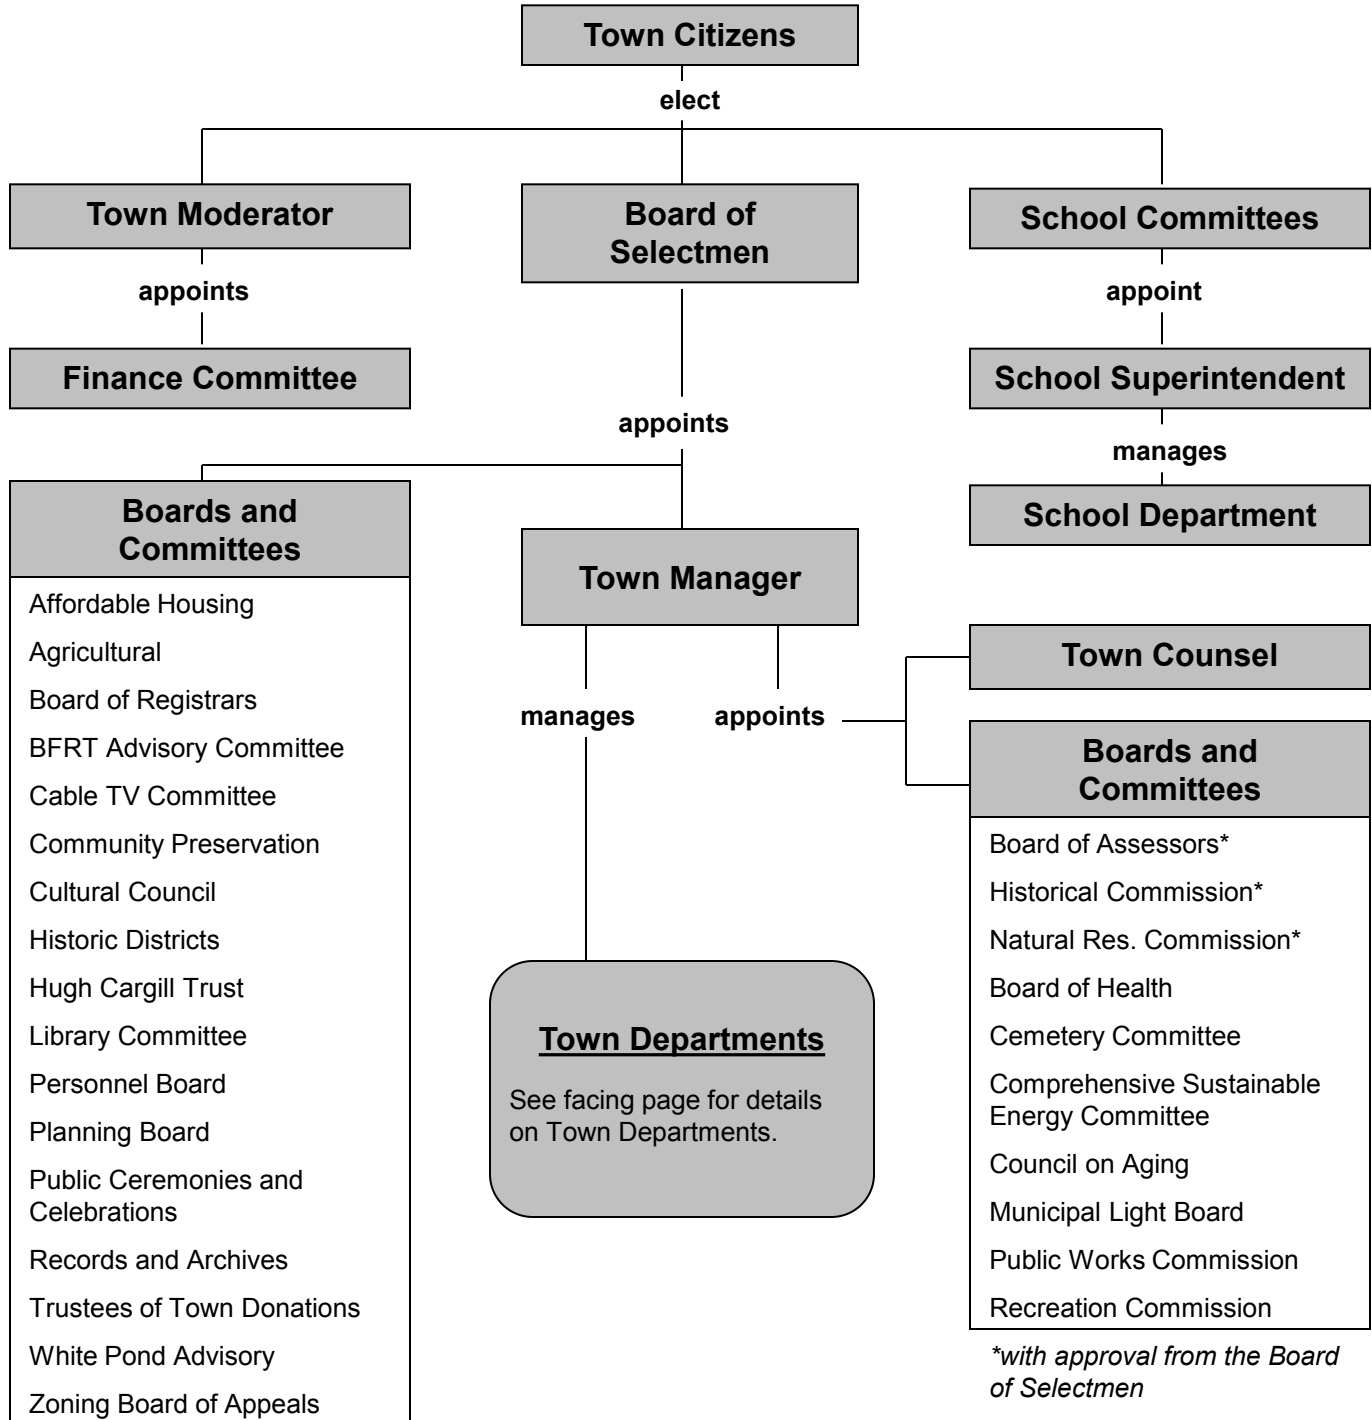 Town Citizens
elect
Town Moderator
Board of
Selectmen
School Committees
appoints
appoint
Finance Committee
School Superintendent
appoints
manages
School Department
Boards and
Committees
Affordable Housing
Agricultural
Board of Registrars
BFRT Advisory Committee
Cable TV Committee
Community Preservation
Cultural Council
Historic Districts
Hugh Cargill Trust
Library Committee
Personnel Board
Planning Board
Public Ceremonies and
Celebrations
Records and Archives
Trustees of Town Donations
White Pond Advisory
Zoning Board of Appeals
Town Manager
manages
appoints
Town Departments
See facing page for details
on Town Departments.
Town Counsel
Boards and
Committees
Board of Assessors*
Historical Commission*
Natural Res. Commission*
Board of Health
Cemetery Committee
Comprehensive Sustainable
Energy Committee
Council on Aging
Municipal Light Board
Public Works Commission
Recreation Commission
*with approval from the Board
of Selectmen